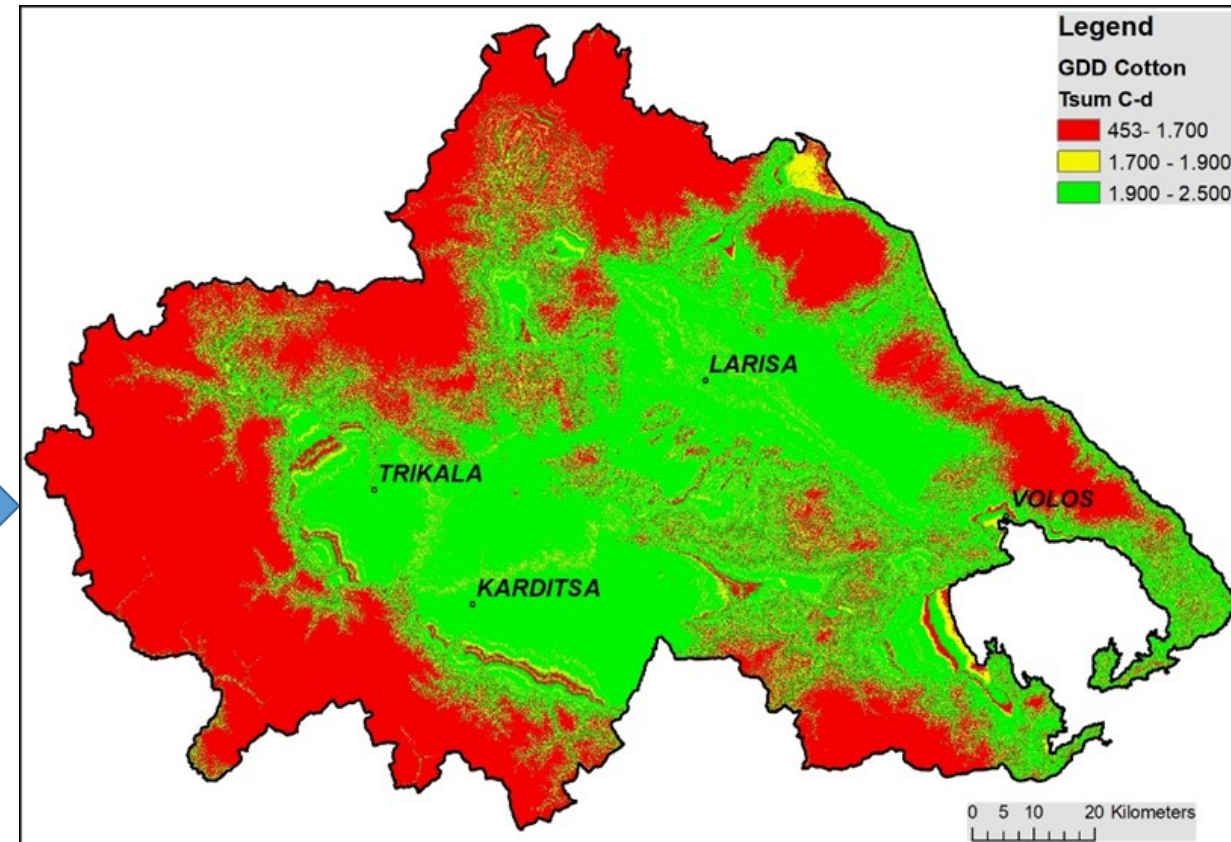 Legend
GDD Cotton
Tsum C-d
453- 1.700
1.700 - 1.900
1.900 - 2.500
LARISA
TRIKALA
VOLOS
KARDITSA
0 5 10 20 Kilometers